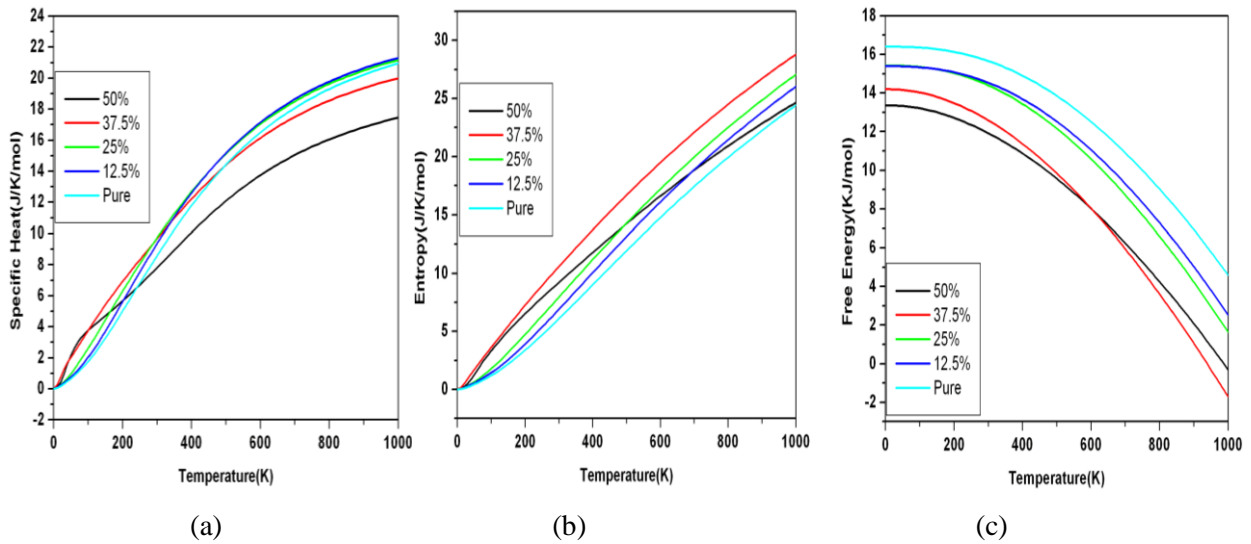 24
22
20
18
16
14
12
10
8
6
4
2
0
-2
Specific Heat(J/K/mol)
50%
37.5%
25%
12.5%
Pure
0 200 400 600 800 1000
Temperature(K)
(a)
30
25
20
15
10
5
0
Entropy(J/K/mol)
50%
37.5%
25%
12.5%
Pure
0 200 400 600 800 1000
Temperature(K)
(b)
18
16
14
12
10
8
6
4
2
0
-2
Free Energy(KJ/mol)
50%
37.5%
25%
12.5%
Pure
0 200 400 600 800 1000
Temperature(K)
(c)